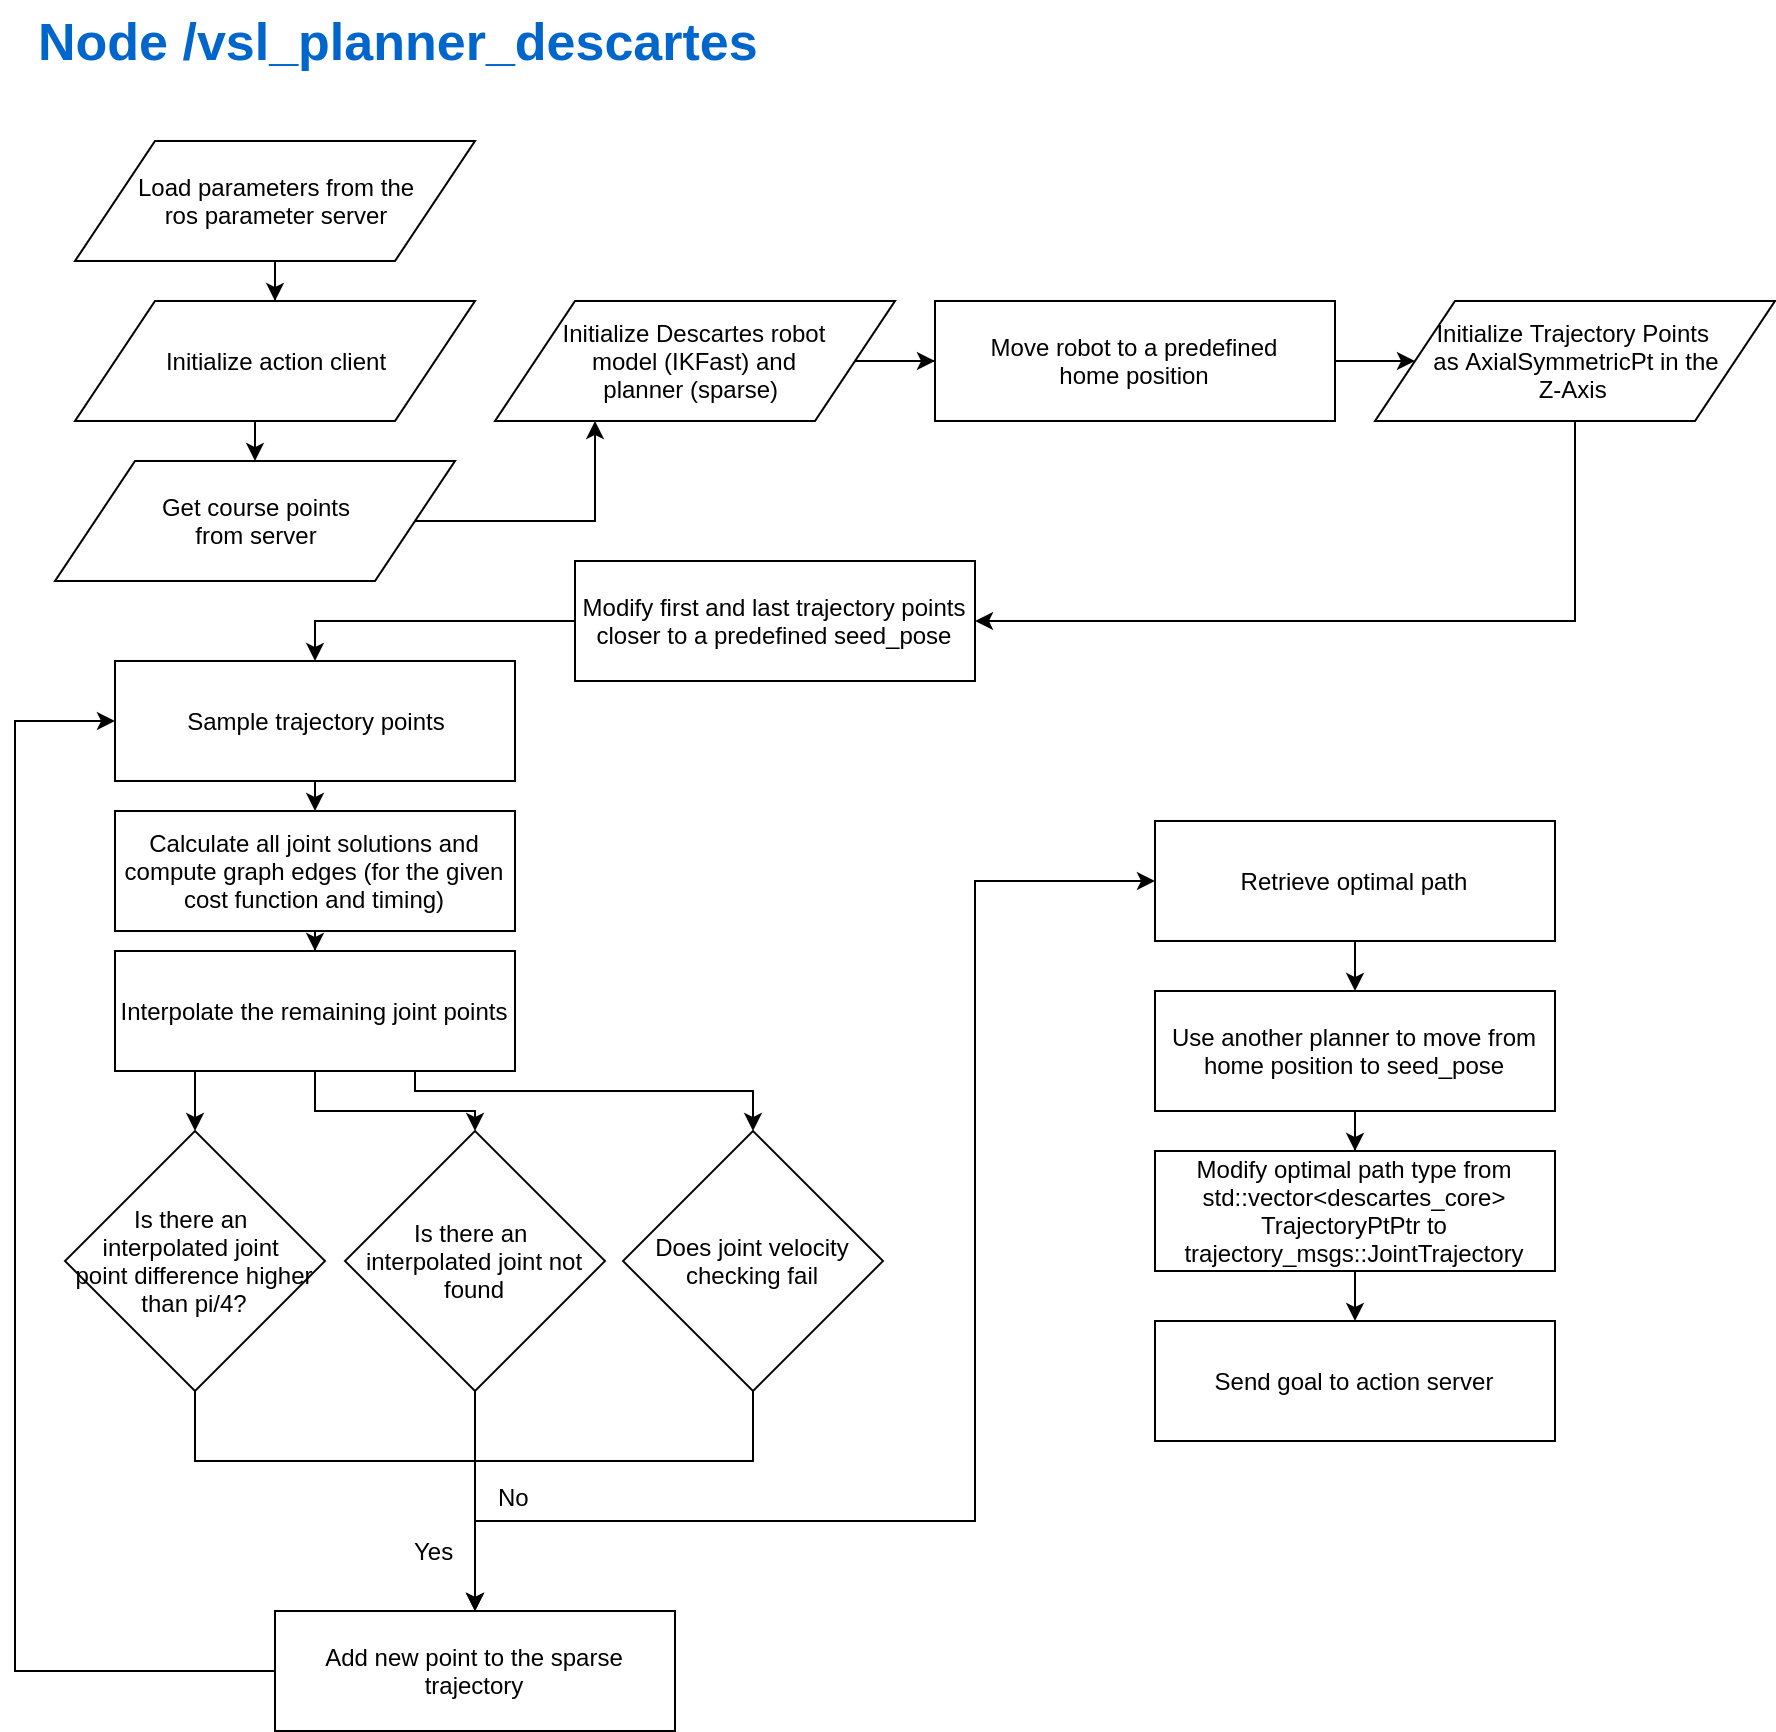 Node /vsl_planner_descartes
Load parameters from the
ros parameter server
Initialize action client
Get course points
from server
Initialize Descartes robot
model (IKFast) and
planner (sparse)
Move robot to a predefined
home position
Initialize Trajectory Points
as AxialSymmetricPt in the
Z-Axis
Modify first and last trajectory points
closer to a predefined seed_pose
Sample trajectory points
Calculate all joint solutions and
compute graph edges (for the given
cost function and timing)
Interpolate the remaining joint points
Is there an
interpolated joint
point difference higher
than pi/4?
Is there an
interpolated joint not
found
Does joint velocity
checking fail
No
Yes
Add new point to the sparse
trajectory
Retrieve optimal path
Use another planner to move from
home position to seed_pose
Modify optimal path type from
std::vector<descartes_core>
TrajectoryPtPtr to
trajectory_msgs::JointTrajectory
Send goal to action server